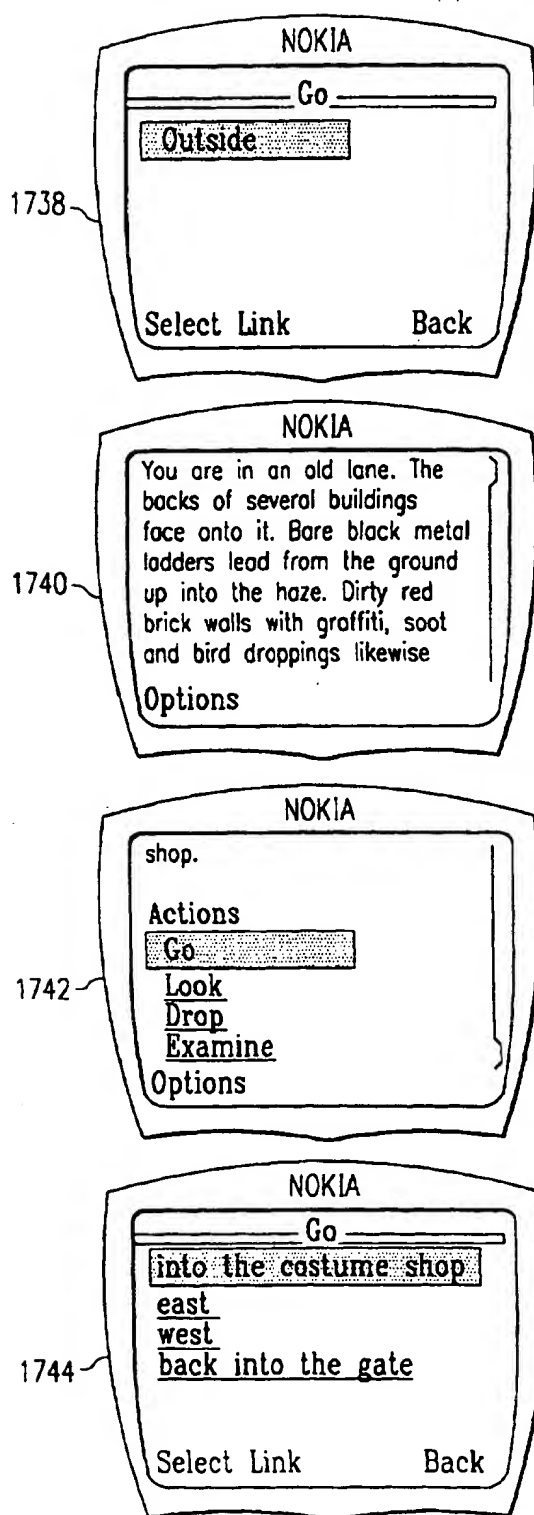 NOKIA
Go
Outside
1738
Select Link Back
NOKIA
You are in an old lane. The
backs of several buildings
face onto it. Bare black metal
ladders lead from the ground
up into the haze. Dirty red
brick walls with graffiti, soot
and bird droppings likewise
1740
Options
NOKIA
shop.
Actions
Go
1742
Look
Drop
Examine
Options
NOKIA
Go
into the costume shop
east
west
1744
back into the gate
Select Link Back